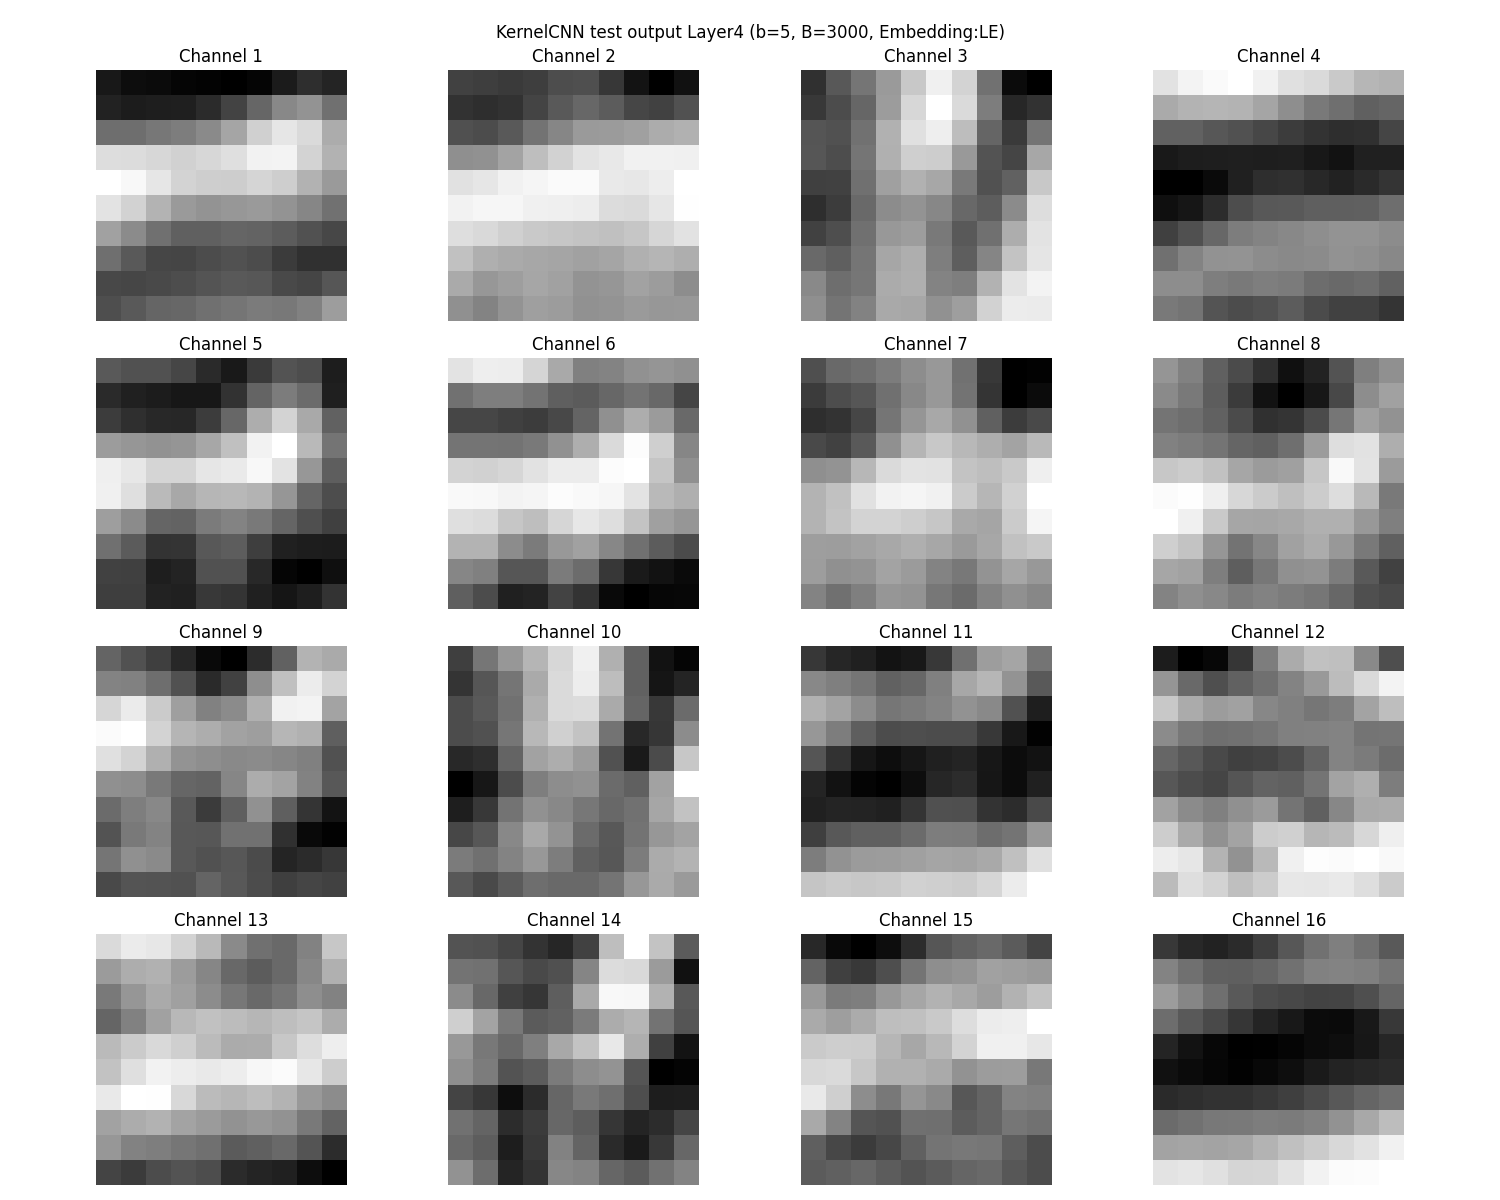 KernelCNN test output Layer4 (b=5, B=3000, Embedding:LE)
Channel 1
Channel 2
Channel 3
Channel 4
Channel 5
Channel 6
Channel 7
Channel 8
Channel 9
Channel 10
Channel 11
Channel 12
Channel 13
Channel 14
Channel 15
Channel 16